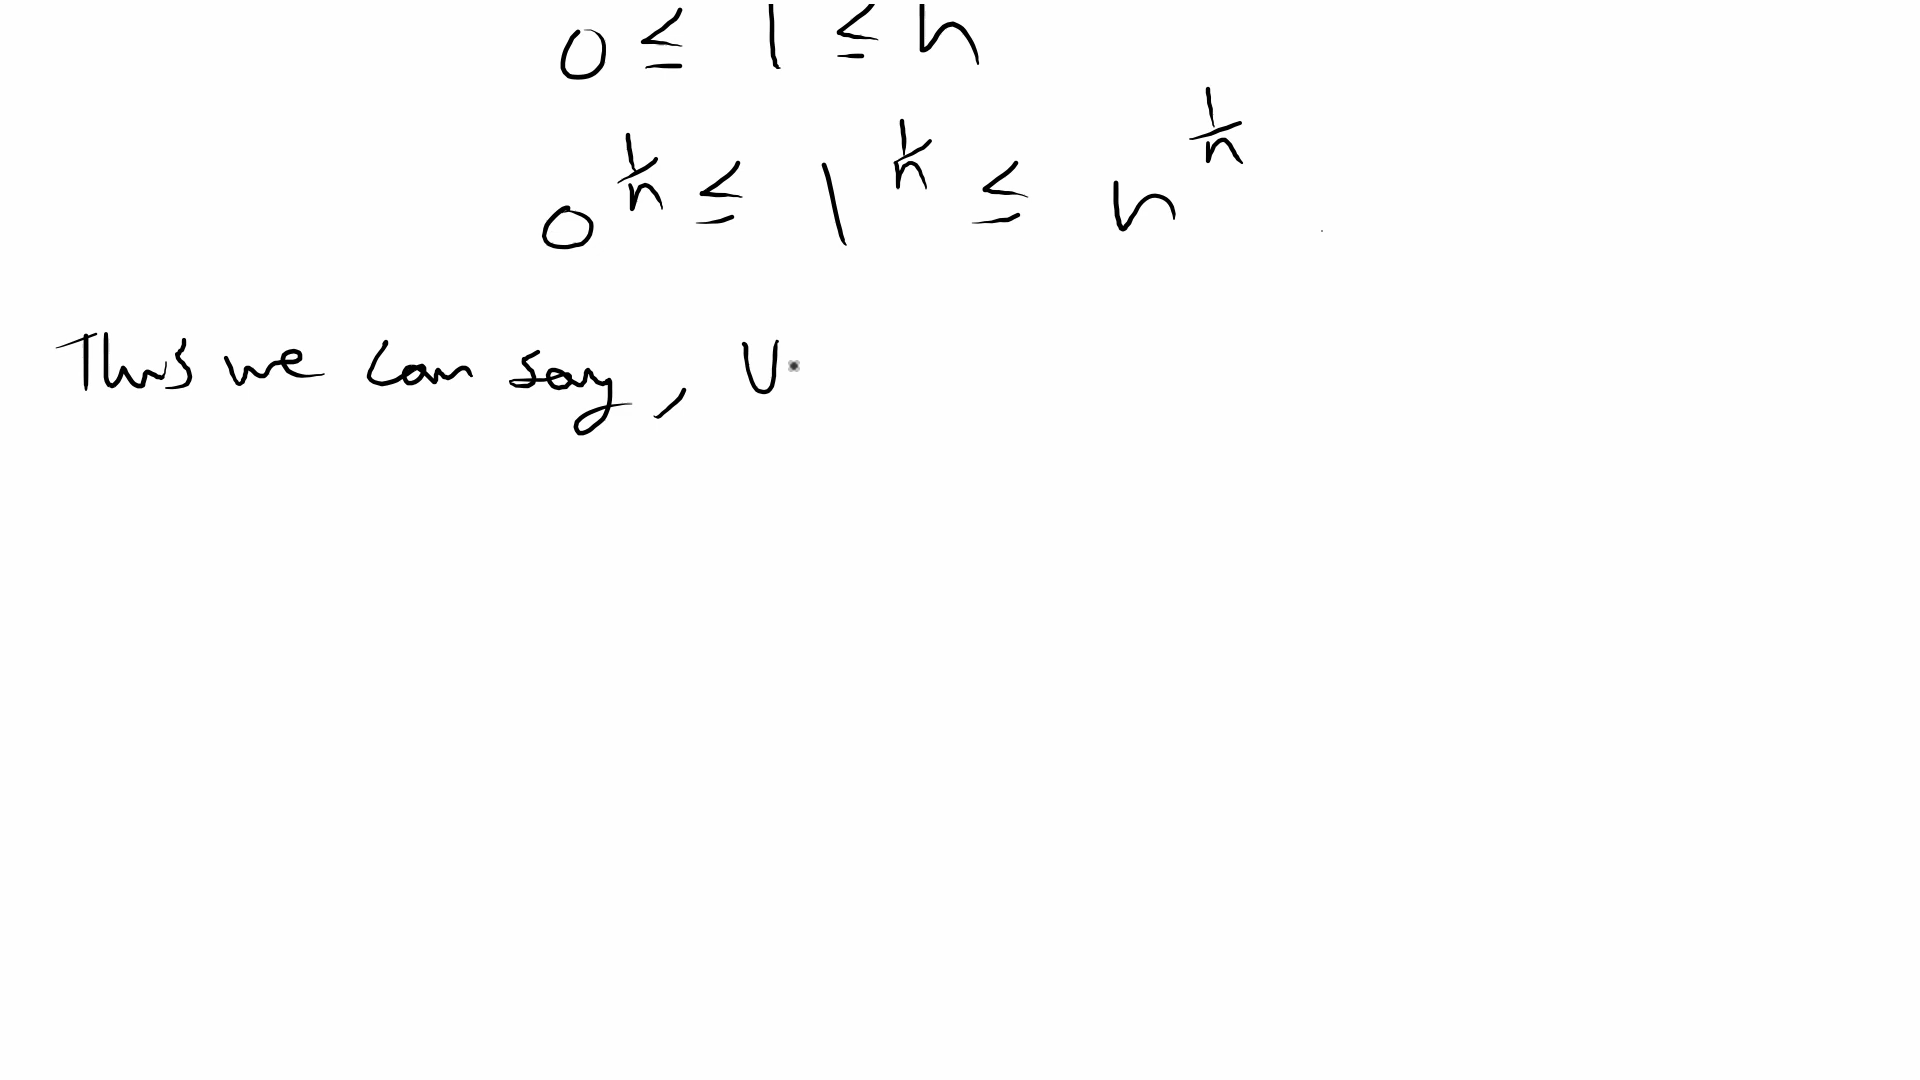 0 ≤ 1 ≤ n
0^{1/n} ≤ 1^{1/n} ≤ n^{1/n}
Thus we can say, U